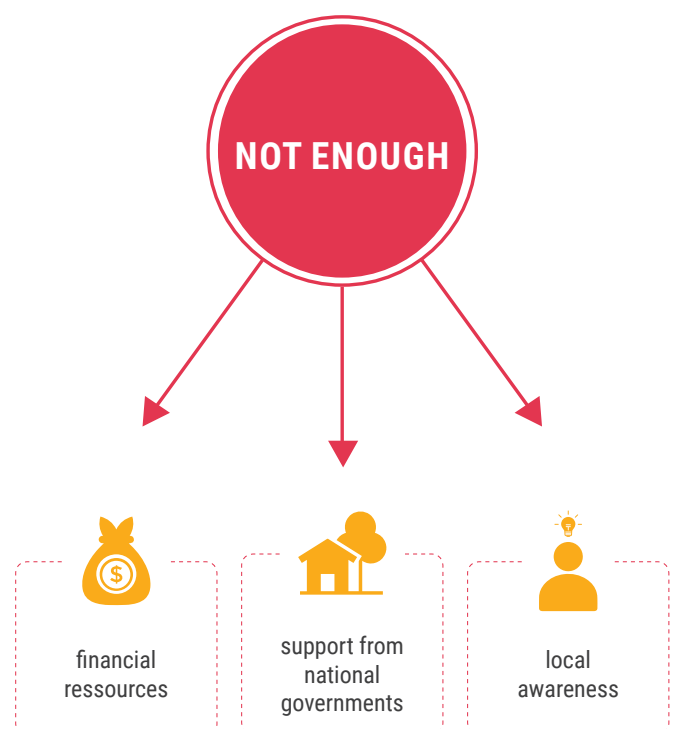 NOT ENOUGH
$
financial
ressources
support from
national
governments
local
awareness